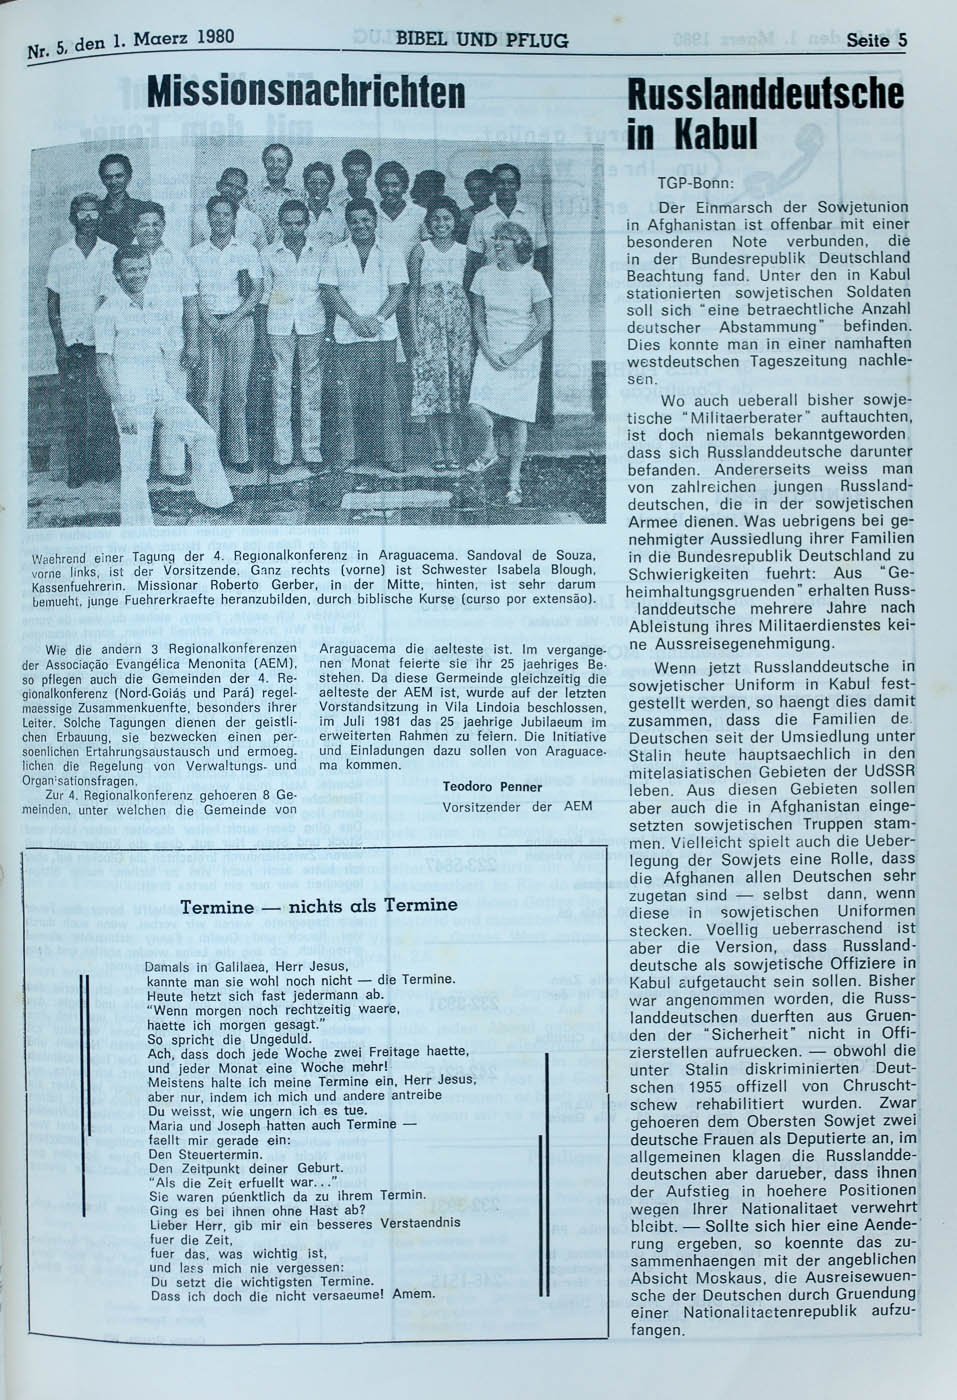 Nr. 5, den 1. Maerz 1980
BIBEL UND PFLUG
Seite 5
Missionsnachrichten
Waehrend einer Tagung der 4. Regionalkonferenz in Araguacema. Sandoval de Souza,
vorne links, ist der Vorsitzende. Ganz rechts (vorne) ist Schwester Isabela Blough,
Kassenfuehrerin. Missionar Roberto Gerber, in der Mitte, hinten, ist sehr darum
bemueht, junge Fuehrerkraefte heranzubilden, durch biblische Kurse (curso por extensão).
Wie die andern 3 Regionalkonferenzen
der Associação Evangélica Menonita (AEM),
so pflegen auch die Gemeinden der 4. Re-
gionalkonferenz (Nord-Goiás und Pará) regel-
maessige Zusammenkuenfte, besonders ihrer
Leiter. Solche Tagungen dienen der geistli-
chen Erbauung, sie bezwecken einen per-
soenlichen Ertahrungsaustausch und ermoeg-
lichen die Regelung von Verwaltungs- und
Organisationsfragen.
Zur 4. Regionalkonferenz gehoeren 8 Ge-
meinden, unter welchen die Gemeinde von
Araguacema die aelteste ist. Im vergange-
nen Monat feierte sie ihr 25 jaehriges Be-
stehen. Da diese Germeinde gleichzeitig die
aelteste der AEM ist, wurde auf der letzten
Vorstandsitzung in Vila Lindoia beschlossen,
im Juli 1981 das 25 jaehrige Jubilaeum im
erweiterten Rahmen zu feiern. Die Initiative
und Einladungen dazu sollen von Araguace-
ma kommen.
Teodoro Penner
Vorsitzender der AEM
Termine — nichts als Termine
Damals in Galilaea, Herr Jesus,
kannte man sie wohl noch nicht — die Termine.
Heute hetzt sich fast jedermann ab.
"Wenn morgen noch rechtzeitig waere,
haette ich morgen gesagt."
So spricht die Ungeduld.
Ach, dass doch jede Woche zwei Freitage haette,
und jeder Monat eine Woche mehr!
Meistens halte ich meine Termine ein, Herr Jesus,
aber nur, indem ich mich und andere antreibe
Du weisst, wie ungern ich es tue.
Maria und Joseph hatten auch Termine —
faellt mir gerade ein:
Den Steuertermin.
Den Zeitpunkt deiner Geburt.
"Als die Zeit erfuellt war..."
Sie waren púenktlich da zu ihrem Termin.
Ging es bei ihnen ohne Hast ab?
Lieber Herr, gib mir ein besseres Verstaendnis
fuer die Zeit,
fuer das, was wichtig ist,
und lass mich nie vergessen:
Du setzt die wichtigsten Termine.
Dass ich doch die nicht versaeume! Amem.
Russlanddeutsche
in Kabul
TGP-Bonn:
Der Einmarsch der Sowjetunion
in Afghanistan ist offenbar mit einer
besonderen Note verbunden, die
in der Bundesrepublik Deutschland
Beachtung fand. Unter den in Kabul
stationierten sowjetischen Soldaten
soll sich "eine betraechtliche Anzahl
deutscher Abstammung" befinden.
Dies konnte man in einer namhaften
westdeutschen Tageszeitung nachle-
sen.
Wo auch ueberall bisher sowje-
tische "Militaerberater" auftauchten,
ist doch niemals bekanntgeworden
dass sich Russlanddeutsche darunter
befanden. Andererseits weiss man
von zahlreichen jungen Russland-
deutschen, die in der sowjetischen
Armee dienen. Was uebrigens bei ge-
nehmigter Aussiedlung ihrer Familien
in die Bundesrepublik Deutschland zu
Schwierigkeiten fuehrt: Aus "Ge-
heimhaltungsgruenden" erhalten Russ-
landdeutsche mehrere Jahre nach
Ableistung ihres Militaerdienstes kei-
ne Aussreisegenehmigung.
Wenn jetzt Russlanddeutsche in
sowjetischer Uniform in Kabul fest-
gestellt werden, so haengt dies damit
zusammen, dass die Familien de
Deutschen seit der Umsiedlung unter
Stalin heute hauptsaechlich in den
mitelasiatischen Gebieten der UdSSR
leben. Aus diesen Gebieten sollen
aber auch die in Afghanistan einge-
setzten sowjetischen Truppen stam-
men. Vielleicht spielt auch die Ueber-
legung der Sowjets eine Rolle, dass
die Afghanen allen Deutschen sehr
zugetan sind — selbst dann, wenn
diese in sowjetischen Uniformen
stecken. Voellig ueberraschend ist
aber die Version, dass Russland-
deutsche als sowjetische Offiziere in
Kabul aufgetaucht sein sollen. Bisher
war angenommen worden, die Russ-
landdeutschen duerften aus Gruen-
den der "Sicherheit" nicht in Offi-
zierstellen aufruecken. — obwohl die
unter Stalin diskriminierten Deut-
schen 1955 offizell von Chruscht-
schew rehabilitiert wurden. Zwar
gehoeren dem Obersten Sowjet zwei
deutsche Frauen als Deputierte an, im
allgemeinen klagen die Russlandde-
deutschen aber darueber, dass ihnen
der Aufstieg in hoehere Positionen
wegen ihrer Nationalitaet verwehrt
bleibt. — Sollte sich hier eine Aende-
rung ergeben, so koennte das zu-
sammenhaengen mit der angeblichen
Absicht Moskaus, die Ausreisewuen-
sche der Deutschen durch Gruendung
einer Nationalitaetenrepublik aufzu-
fangen.